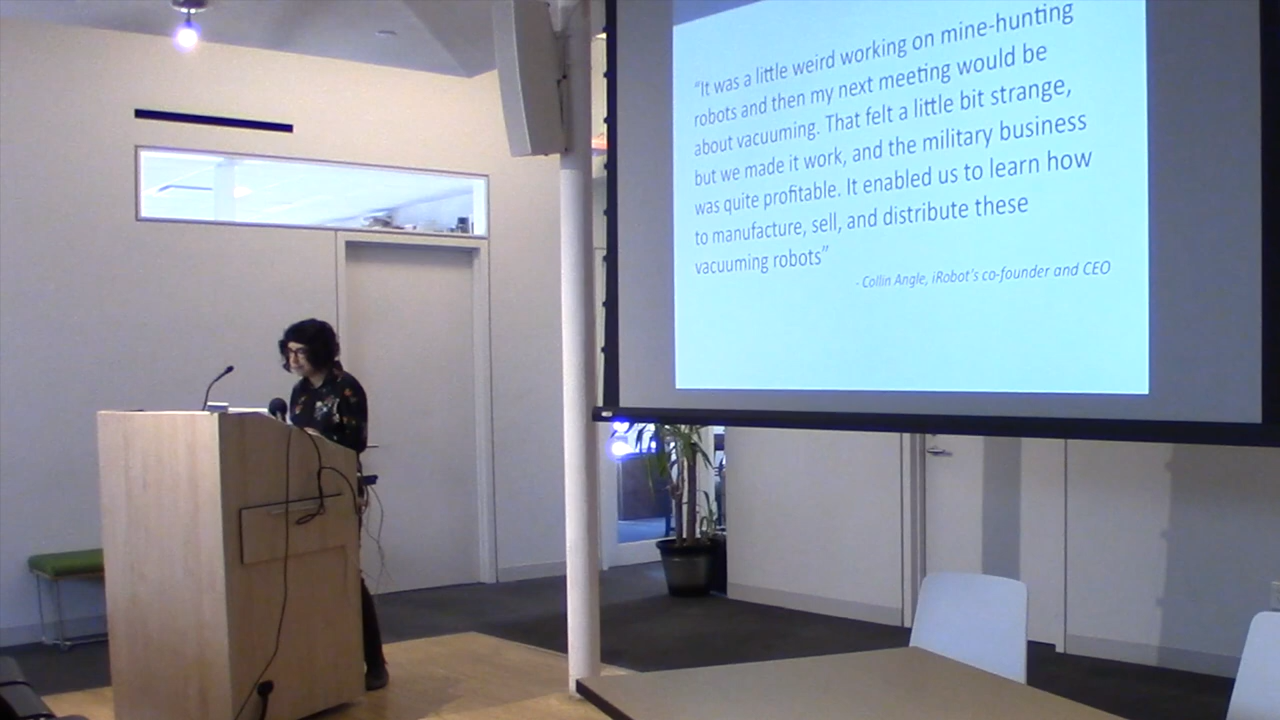 “It was a little weird working on mine-hunting
robots and then my next meeting would be
about vacuuming. That felt a little bit strange,
but we made it work, and the military business
was quite profitable. It enabled us to learn how
to manufacture, sell, and distribute these
vacuuming robots”
- Collin Angle, iRobot’s co-founder and CEO